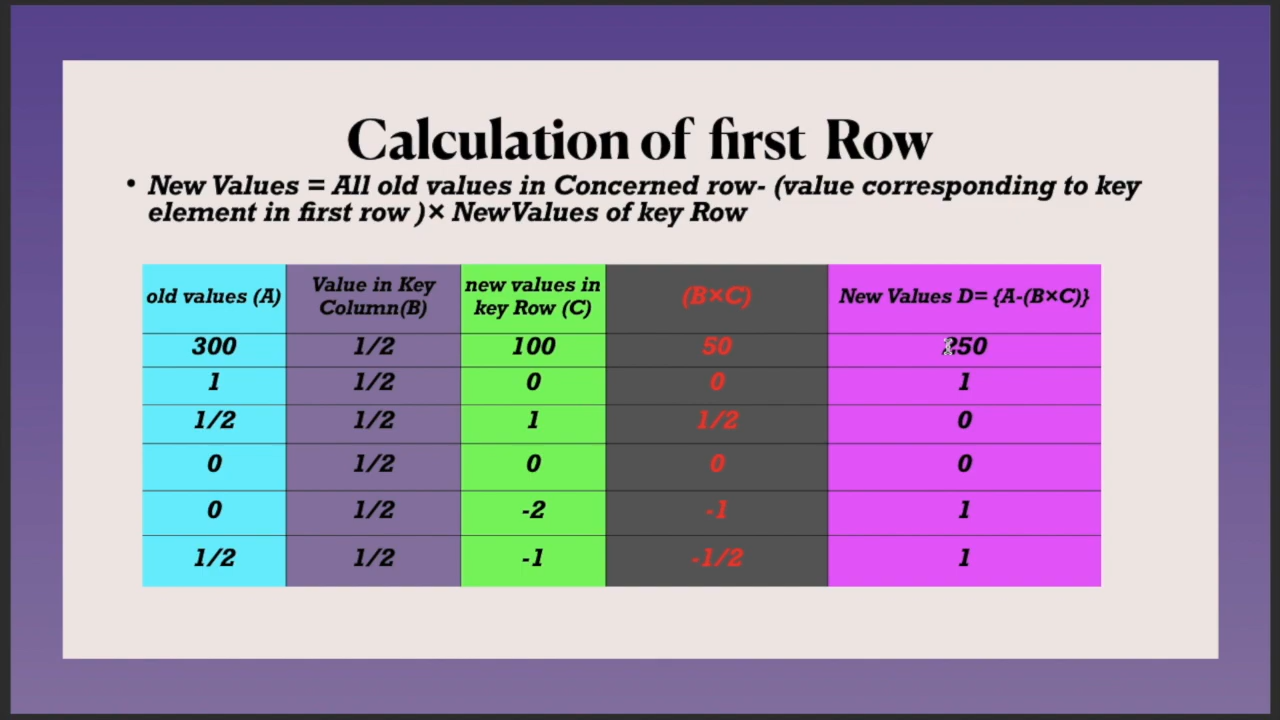 Calculation of first Row
• New Values = All old values in Concerned row- (value corresponding to key
element in first row )× NewValues of key Row
old values (A) Value in Key Column(B) new values in key Row (C) (B×C) New Values D= {A-(B×C)}
300 1/2 100 50 250
1 1/2 0 0 1
1/2 1/2 1 1/2 0
0 1/2 0 0 0
0 1/2 -2 -1 1
1/2 1/2 -1 -1/2 1